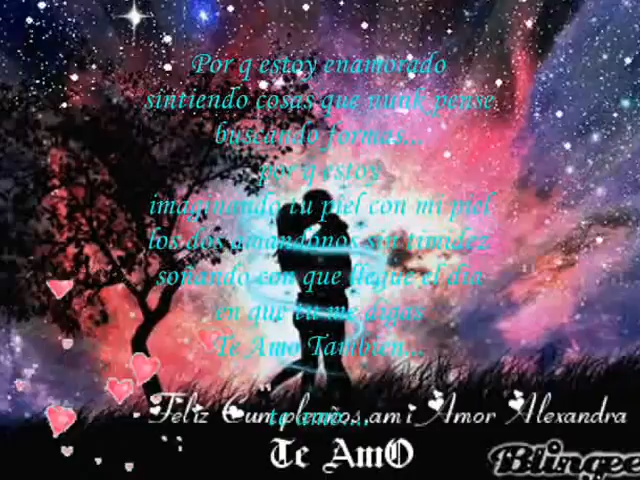 Por q estoy enamorado
sintiendo cosas que nunk pense
buscando formas...
por q estoy
imaginando tu piel con mi piel
los dos amandonos sin timidez
soñando con que llegue el dia
en que tu me digas
Te Amo Tambien...
Feliz Cumpleaños ami Amor Alexandra
te amo...
Te AmO
Blingee